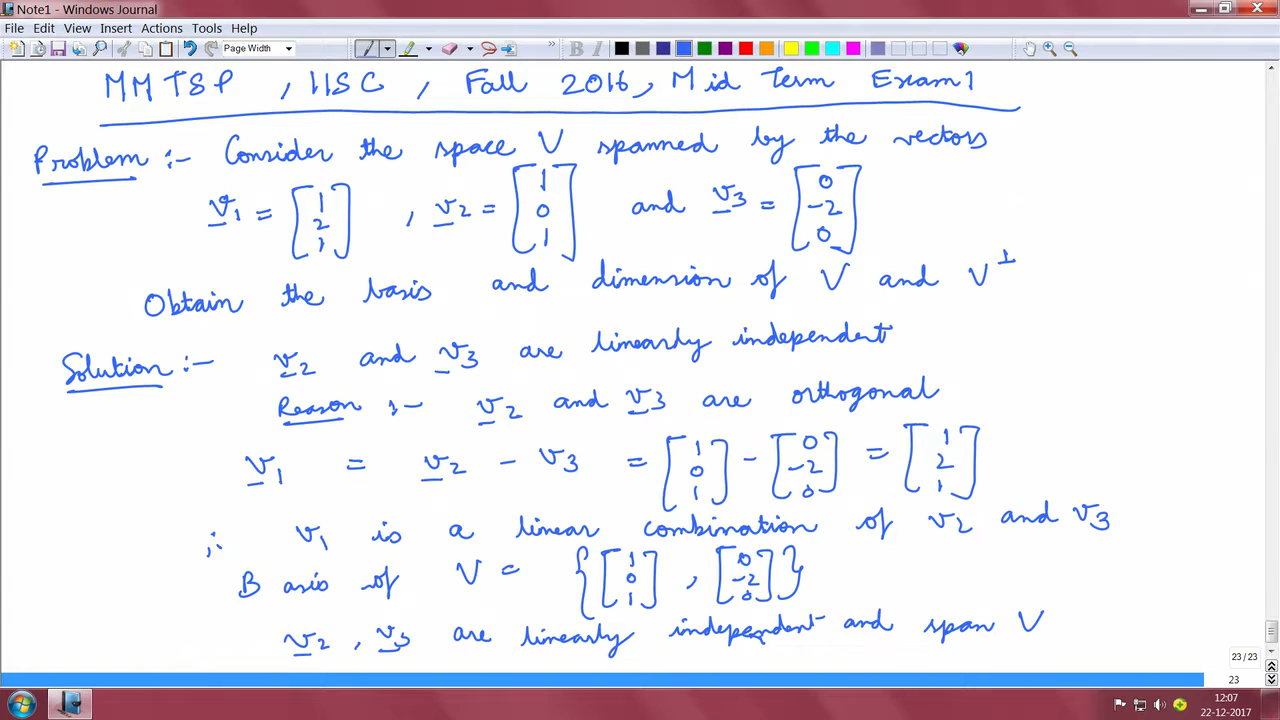 Note1 - Windows Journal
File Edit View Insert Actions Tools Help
Page Width
MMTSP , IISC , Fall 2016, Mid Term Exam 1
Problem :- Consider the space V spanned by the vectors
v1 = [1 2 1] , v2 = [1 0 1] and v3 = [0 -2 0]
Obtain the basis and dimension of V and V⊥
Solution :- v2 and v3 are linearly independent
Reason :- v2 and v3 are orthogonal
v1 = v2 - v3 = [1 0 1] - [0 -2 0] = [1 2 1]
∴ v1 is a linear combination of v2 and v3
Basis of V = { [1 0 1] , [0 -2 0] }
v2 , v3 are linearly independent and span V
23 / 23
23
12:07
22-12-2017